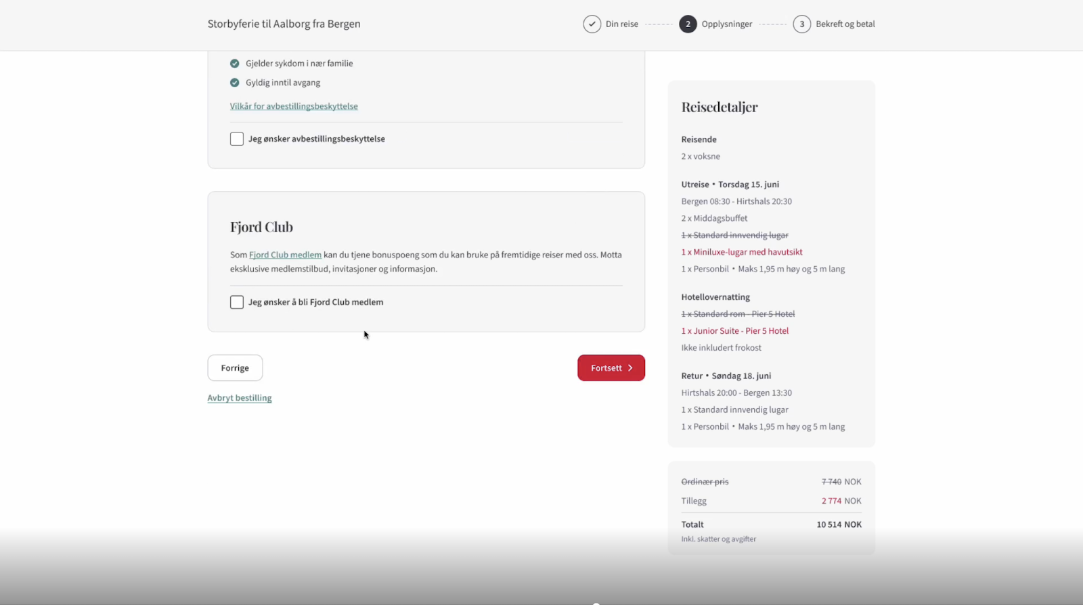 Storbyferie til Aalborg fra Bergen
Din reise
2 Opplysninger
3 Bekreft og betal
Gjelder sykdom i nær familie
Gyldig inntil avgang
Vilkår for avbestillingsbeskyttelse
Jeg ønsker avbestillingsbeskyttelse
Fjord Club
Som Fjord Club medlem kan du tjene bonuspoeng som du kan bruke på fremtidige reiser med oss. Motta
eksklusive medlemstilbud, invitasjoner og informasjon.
Jeg ønsker å bli Fjord Club medlem
Forrige
Fortsett
Avbryt bestilling
Reisedetaljer
Reisende
2 x voksne
Utreise • Torsdag 15. juni
Bergen 08:30 - Hirtshals 20:30
2 x Middagsbuffet
1 x Standard innvendig lugar
1 x Miniluxe-lugar med havutsikt
1 x Personbil • Maks 1,95 m høy og 5 m lang
Hotellovernatting
1 x Standard rom - Pier 5 Hotel
1 x Junior Suite - Pier 5 Hotel
Ikke inkludert frokost
Retur • Søndag 18. juni
Hirtshals 20:00 - Bergen 13:30
1 x Standard innvendig lugar
1 x Personbil • Maks 1,95 m høy og 5 m lang
Ordinær pris 7 740 NOK
Tillegg 2 774 NOK
Totalt 10 514 NOK
Inkl. skatter og avgifter